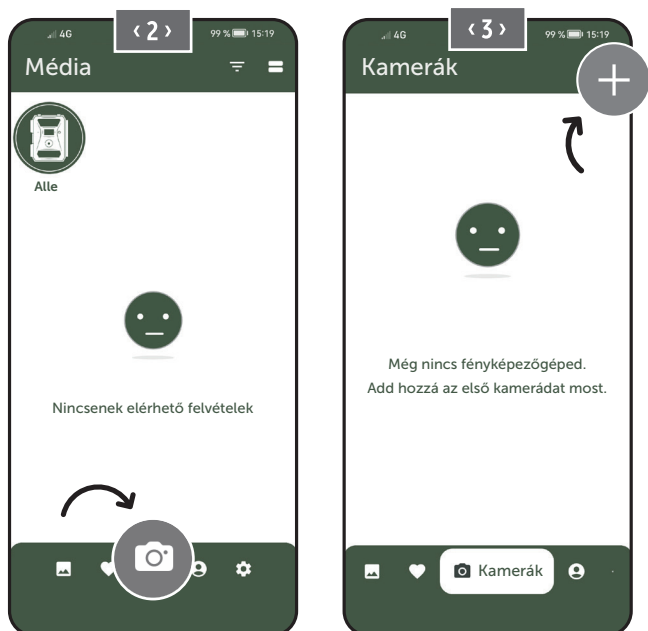 4G
‹ 2 ›
99 % 15:19
Média
Alle
Nincsenek elérhető felvételek
4G
‹ 3 ›
99 % 15:19
Kamerák
Még nincs fényképezőgéped.
Add hozzá az első kamerádat most.
Kamerák